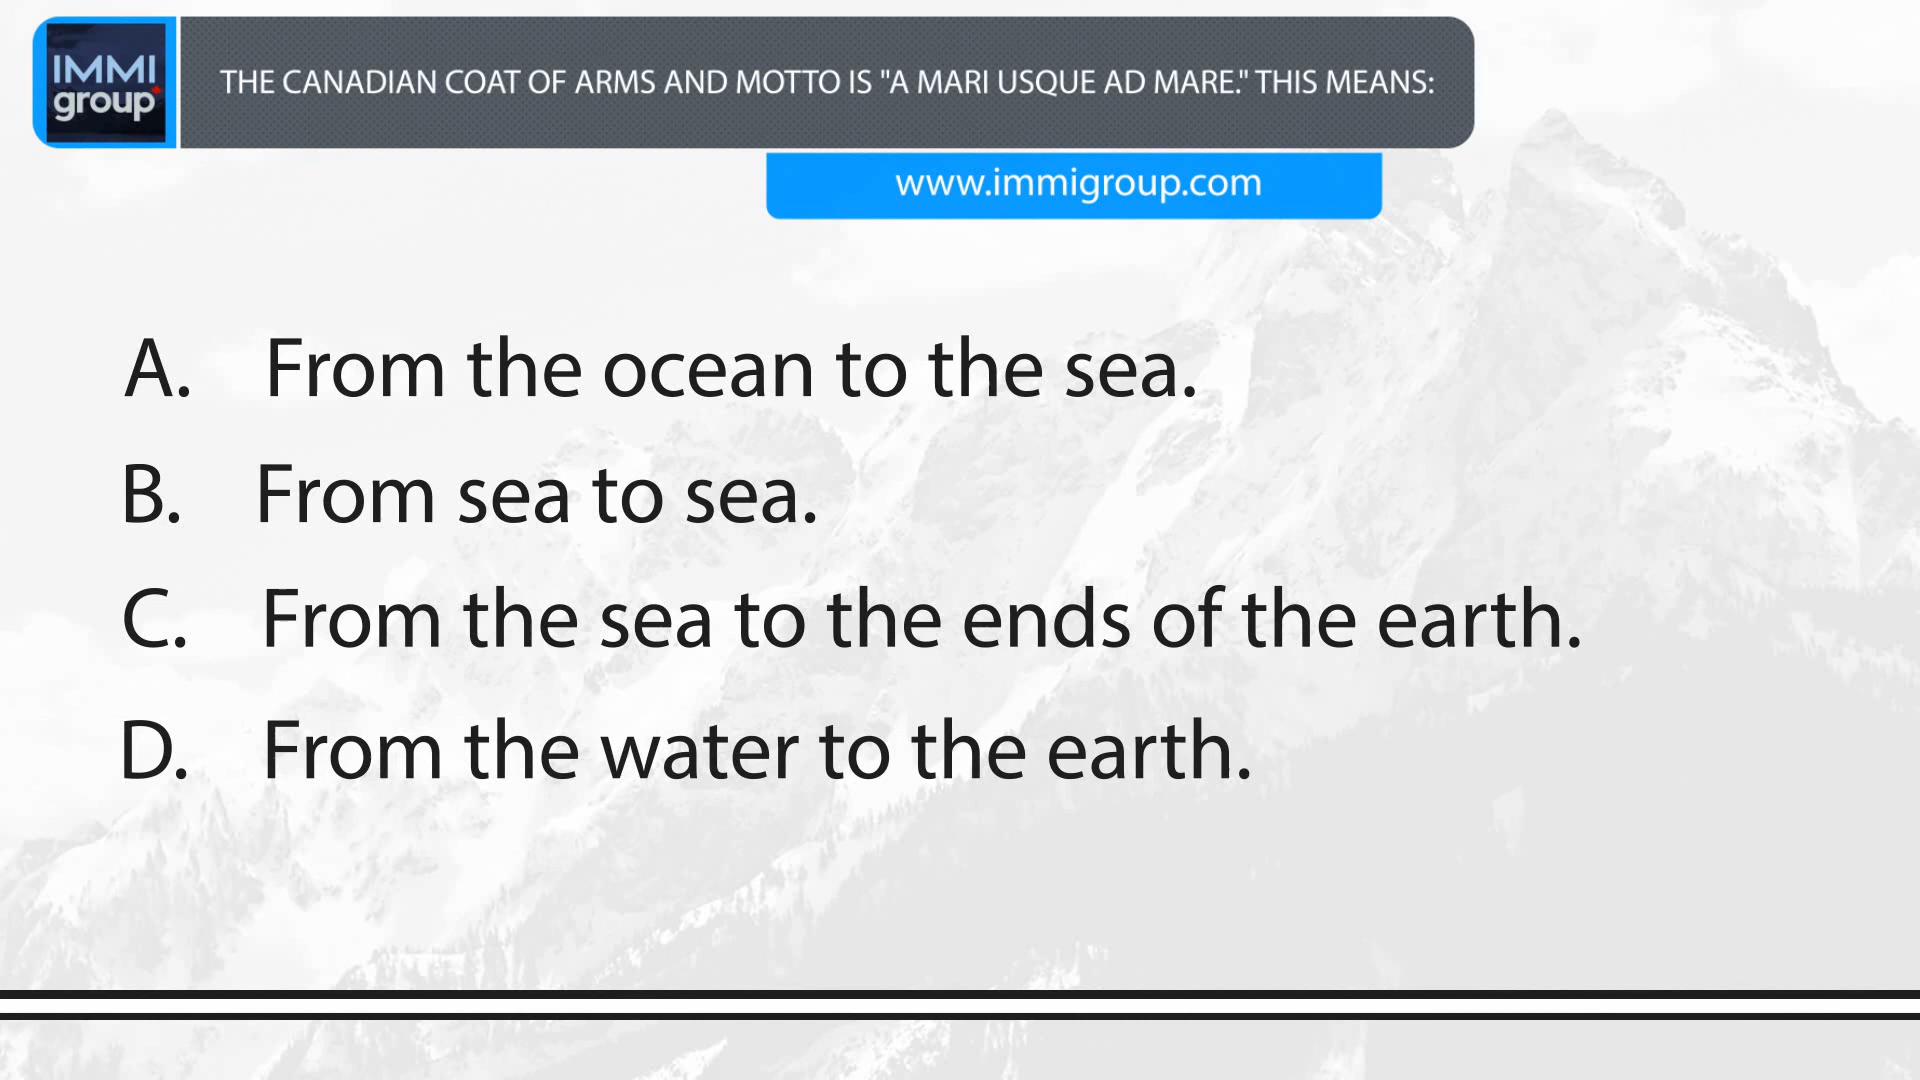 IMMI
group
THE CANADIAN COAT OF ARMS AND MOTTO IS "A MARI USQUE AD MARE." THIS MEANS:
www.immigroup.com
A. From the ocean to the sea.
B. From sea to sea.
C. From the sea to the ends of the earth.
D. From the water to the earth.